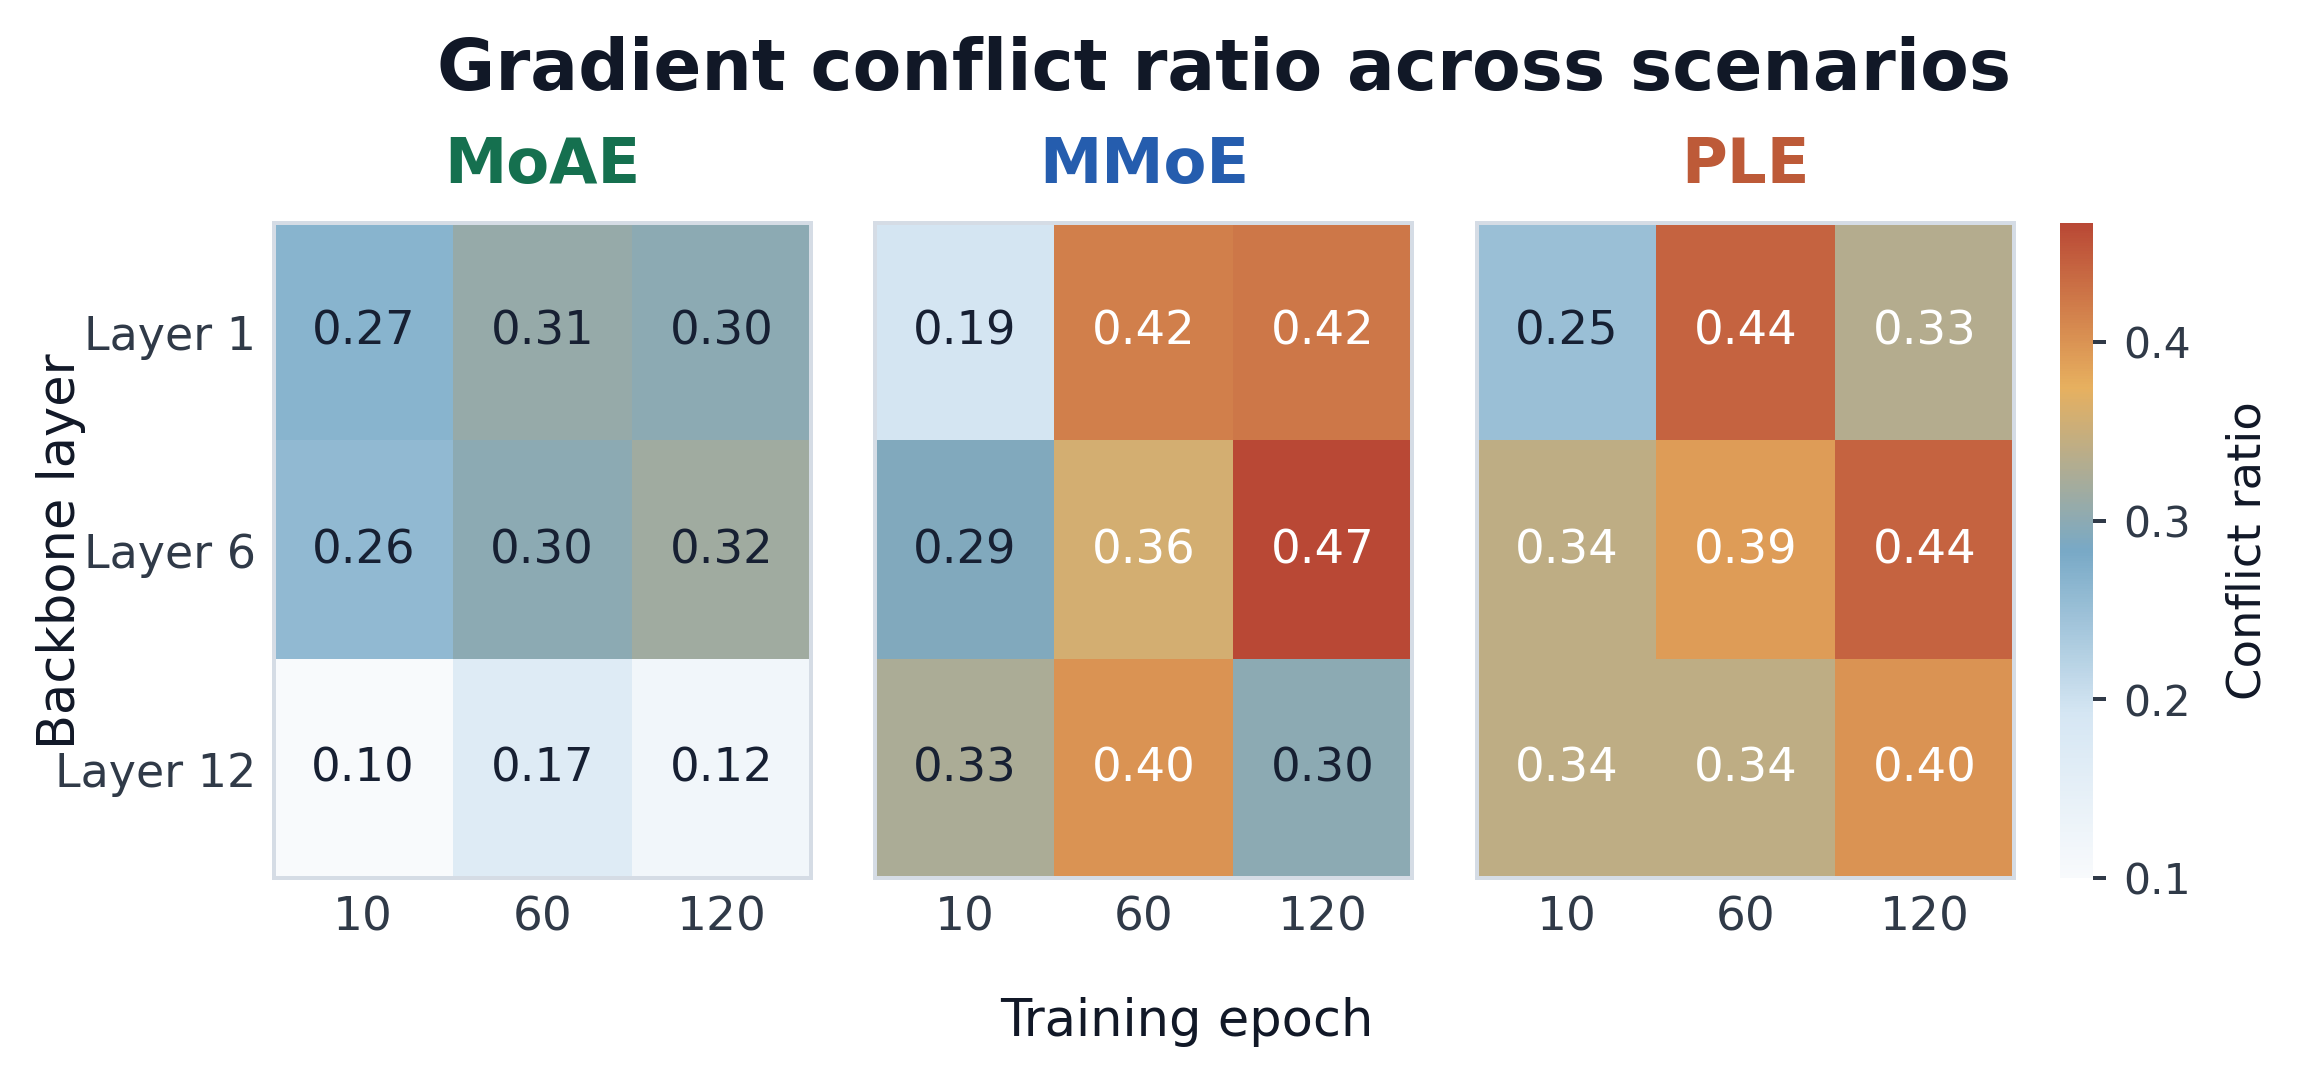 Gradient conflict ratio across scenarios
MoAE MMoE PLE
Layer 1 0.27 0.31 0.30 0.19 0.42 0.42 0.25 0.44 0.33
Layer 6 0.26 0.30 0.32 0.29 0.36 0.47 0.34 0.39 0.44
Layer 12 0.10 0.17 0.12 0.33 0.40 0.30 0.34 0.34 0.40
10 60 120 10 60 120 10 60 120
Training epoch
Backbone layer
0.4
0.3
0.2
0.1
Conflict ratio